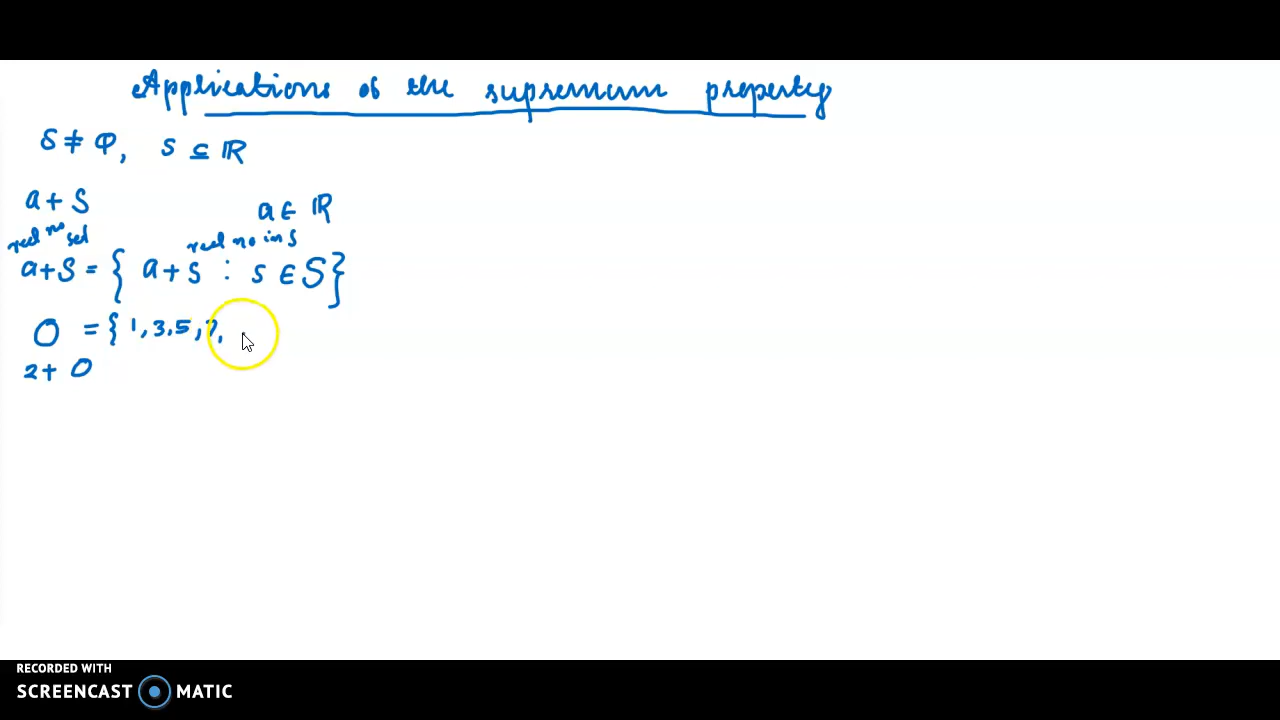 Applications of the supremum property
S ≠ Φ, S ⊆ ℝ
a + S
a ∈ ℝ
real no set
real no in S
a+S = { a+s : s ∈ S }
O = { 1, 3, 5, 7,
2 + O
RECORDED WITH
SCREENCAST MATIC